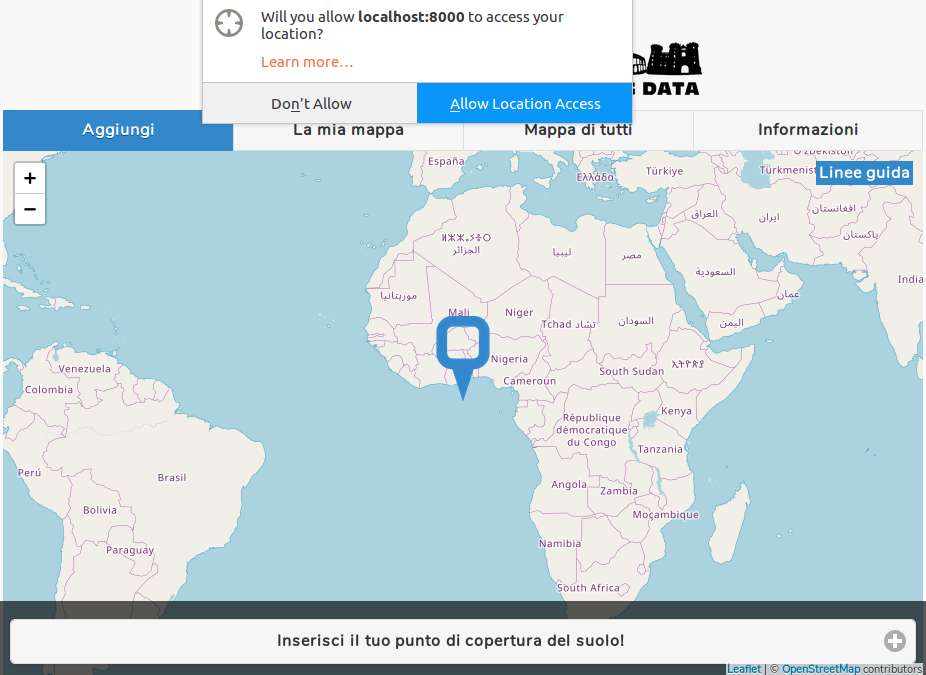 Will you allow localhost:8000 to access your
location?
Learn more…
Don't Allow
Allow Location Access
DATA
Aggiungi
La mia mappa
Mappa di tutti
Informazioni
+
−
Linee guida
España
Ελλάδα
Türkiye
العراق
ایران
افغانستان
پاکستان
الجزائر
ليبيا
مصر
السعودية
India
موريتانيا
عمان
Mali
Niger
Tchad تشاد
السودان
اليمن
Nigeria
Venezuela
Colombia
Cameroun
South Sudan
République
démocratique
du Congo
Kenya
Tanzania
Perú
Brasil
Angola
Zambia
Bolivia
Moçambique
Paraguay
Namibia
South Africa
Inserisci il tuo punto di copertura del suolo!
Leaflet | © OpenStreetMap contributors